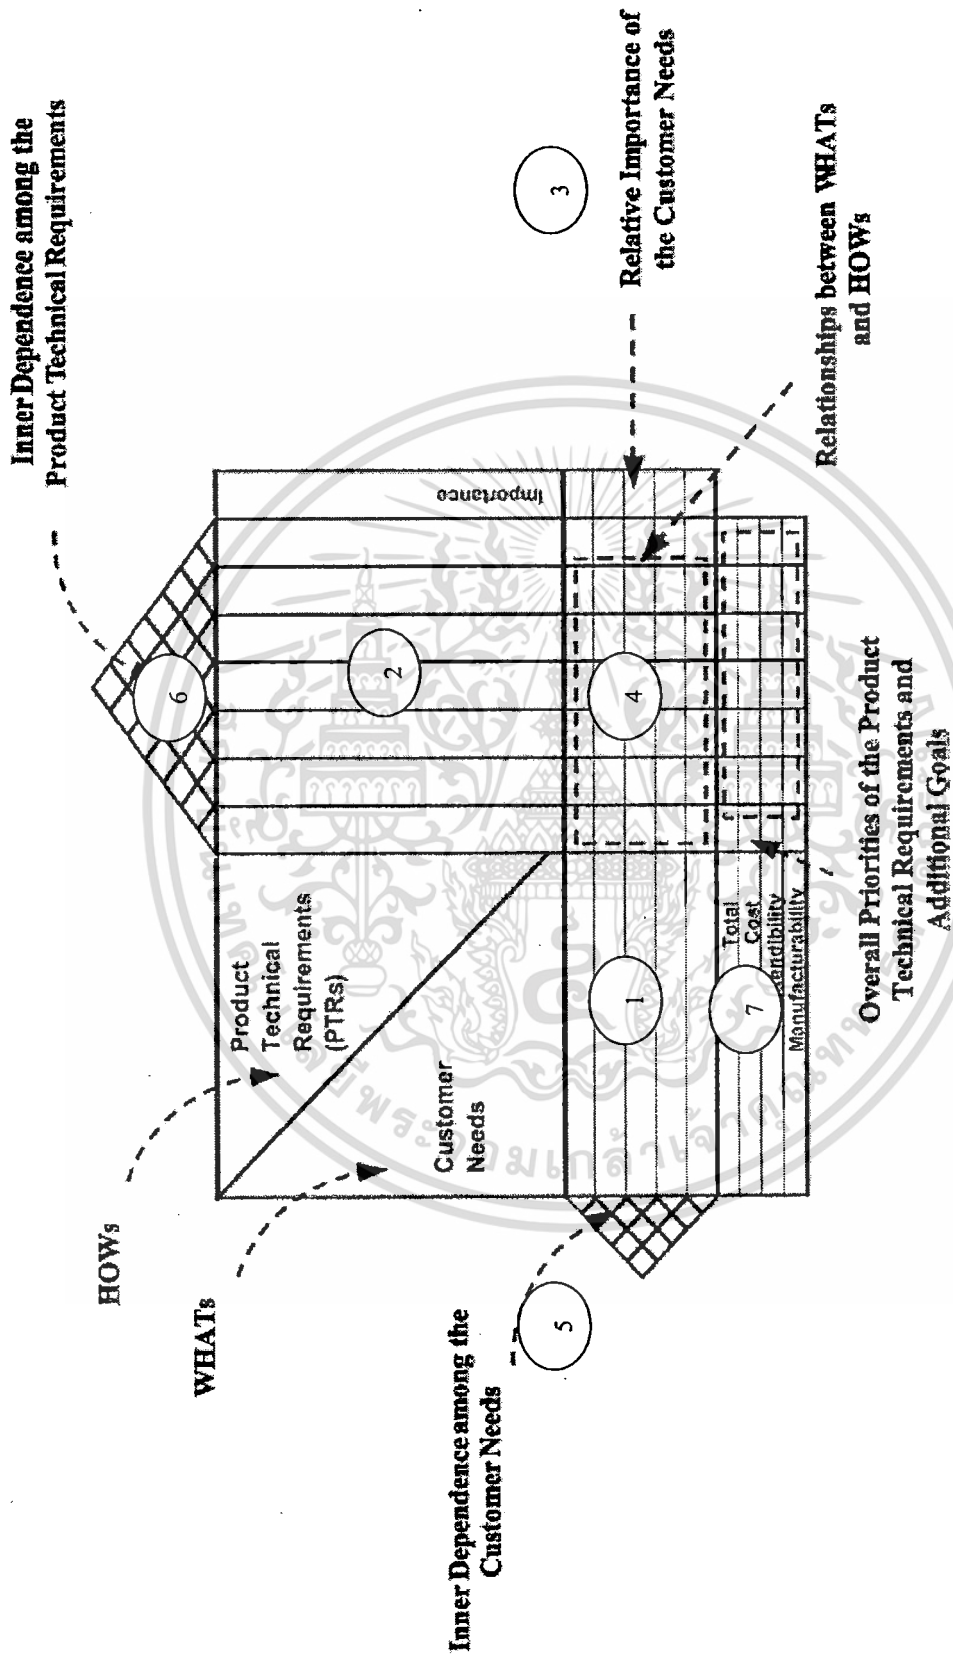 Inner Dependence among the
Product Technical Requirements
6
HOWs
WHATs
Product
Technical
Requirements
(PTRs)
Customer
Needs
2
Importance
3
Relative Importance of
the Customer Needs
Inner Dependence among the
Customer Needs
5
1
4
Relationships between WHATs
and HOWs
7
Total
Cost
endibility
Manufacturability
Overall Priorities of the Product
Technical Requirements and
Additional Goals